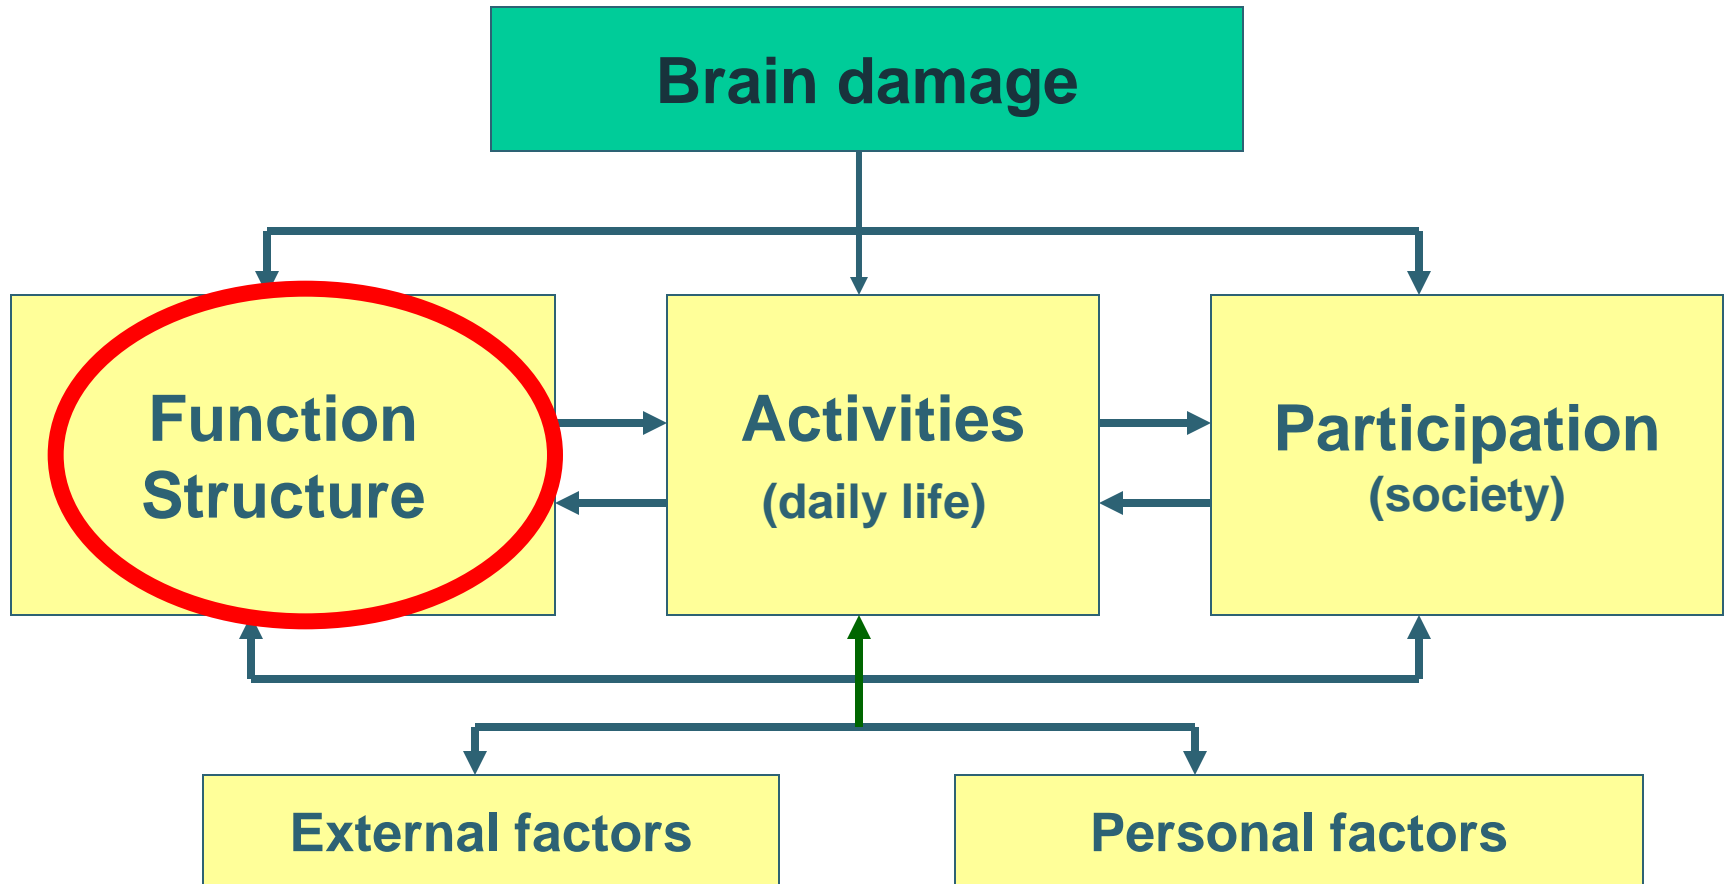 Brain damage
Function
Structure
Activities
(daily life)
Participation
(society)
External factors
Personal factors